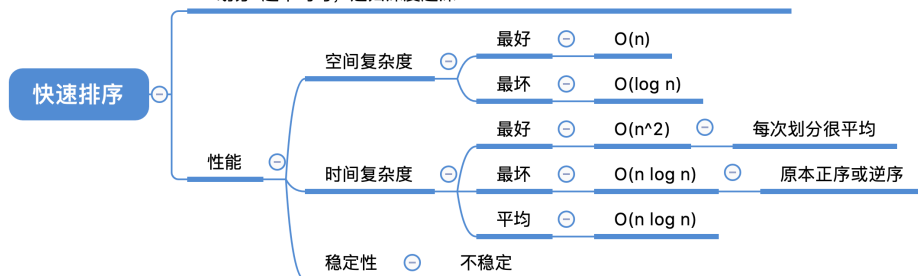 快速排序
性能
空间复杂度
最好
O(n)
最坏
O(log n)
时间复杂度
最好
O(n^2)
每次划分很平均
最坏
O(n log n)
原本正序或逆序
平均
O(n log n)
稳定性
不稳定